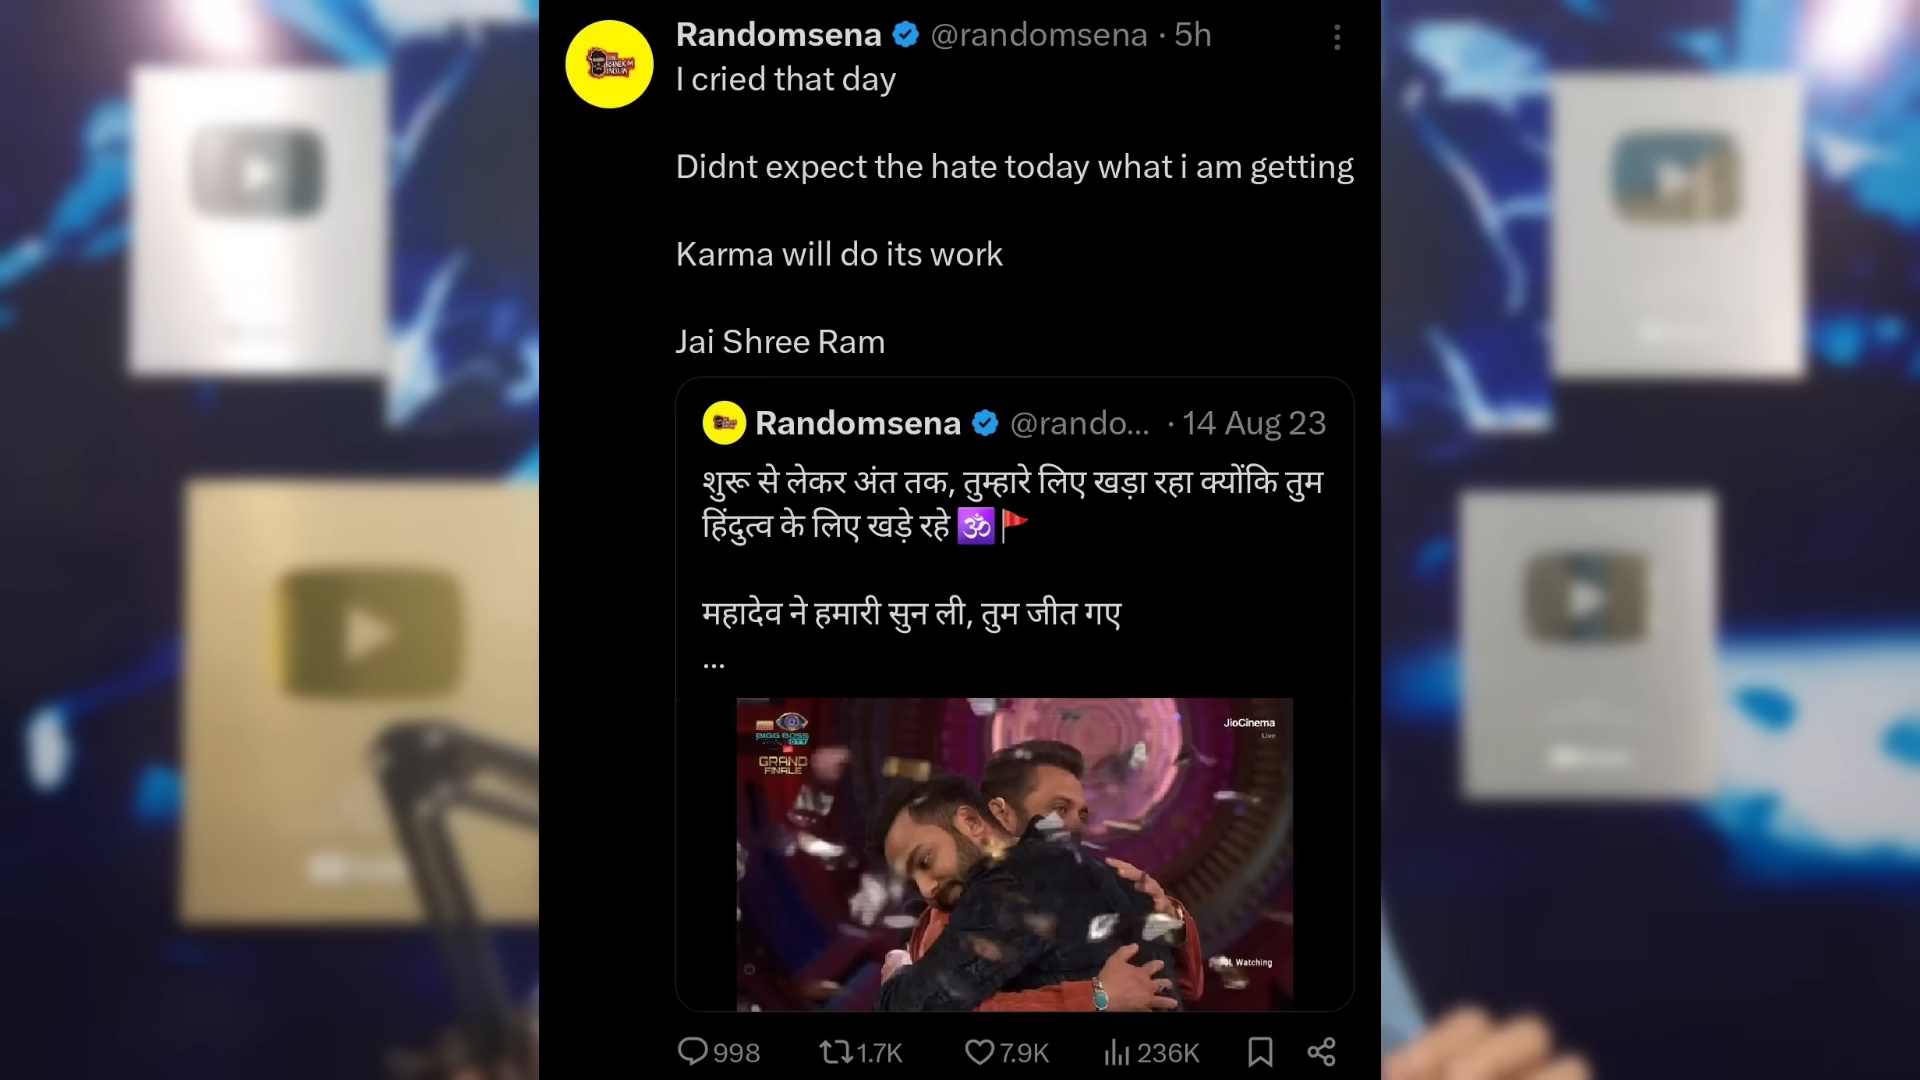 Randomsena @randomsena · 5h
I cried that day
Didnt expect the hate today what i am getting
Karma will do its work
Jai Shree Ram
Randomsena @rando... · 14 Aug 23
शुरू से लेकर अंत तक, तुम्हारे लिए खड़ा रहा क्योंकि तुम
हिंदुत्व के लिए खड़े रहे 🕉🚩
महादेव ने हमारी सुन ली, तुम जीत गए
...
BIGG BOSS
OTT
GRAND
FINALE
JioCinema
Live
Watching
998 1.7K 7.9K 236K